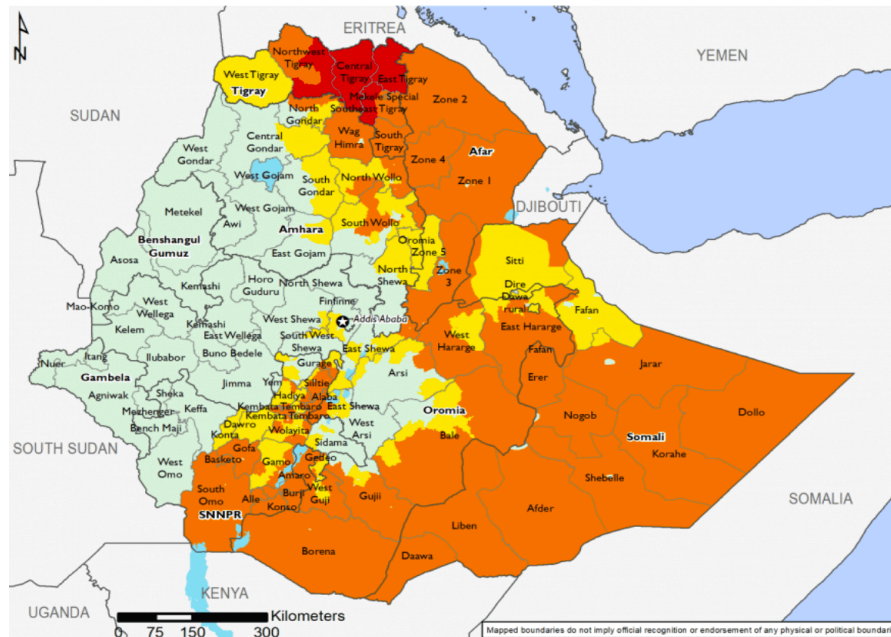 ERITREA
YEMEN
N
Northwest
Tigray
Central
Tigray
East Tigray
West Tigray
Tigray
Mekele Special
Southeast Tigray
Zone 2
North
Gondar
SUDAN
Wag
Himra
South
Tigray
Central
Gondar
West
Gondar
Afar
Zone 4
West Gojam
South
Gondar
North Wollo
Zone 1
DJIBOUTI
Metekel
West Gojam
Awi
South Wollo
Amhara
Benshangul
Gumuz
Oromia
Zone 5
East Gojam
Sitti
Asosa
North
Shewa
Zone
3
Kemashi
Horo
Guduru
North Shewa
Dire
Dawa
rural
Finfinne
Mao-Komo
West
Wellega
Fafan
Addis Ababa
Kemashi
West Shewa
East Hararge
Kelem
East Wellega
South West
Shewa
West
Hararge
East Shewa
Fafan
Buno Bedele
Nuer
Itang
Ilubabor
Gurage
Arsi
Jarar
Gambela
Jimma
Yem
Siltie
Erer
Hadiya
Alaba
Agniwak
Sheka
Keffa
Kembata Tembaro
East Shewa
Oromia
Mezhenger
Kembata Tembaro
Nogob
Dollo
Dawro
Wolayita
West
Arsi
Bench Maji
Konta
Somali
Sidama
Bale
SOUTH SUDAN
Gofa
Gedeo
Korahe
West
Omo
Basketo
Gamo
Amaro
Shebelle
South
Omo
Alle
Burji
West
Guji
Gujii
Konso
SOMALIA
Afder
SNNPR
Liben
Borena
Daawa
KENYA
UGANDA
Kilometers
0 75 150 300
Mapped boundaries do not imply official recognition or endorsement of any physical or political boundar